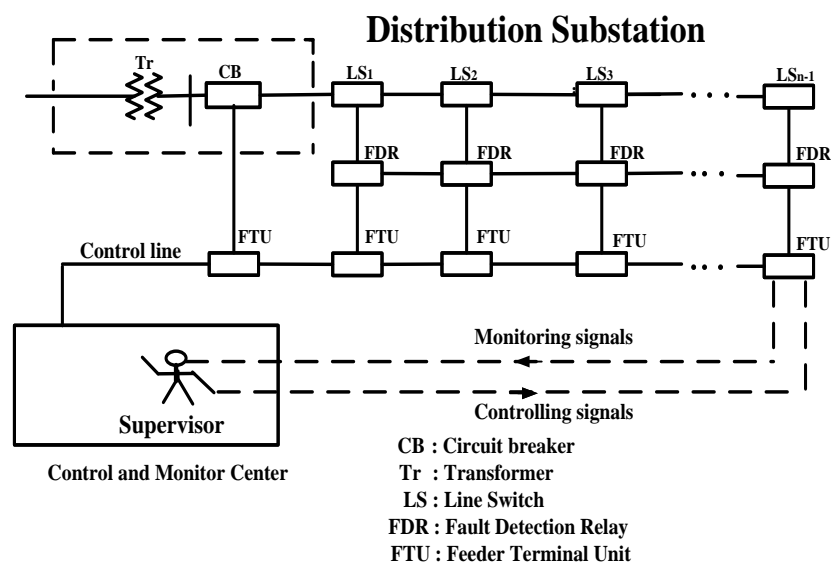 Distribution Substation
Tr
CB
LS1
LS2
LS3
LSn-1
FDR
FDR
FDR
FDR
FTU
FTU
FTU
FTU
FTU
Control line
Monitoring signals
Controlling signals
Supervisor
Control and Monitor Center
CB : Circuit breaker
Tr : Transformer
LS : Line Switch
FDR : Fault Detection Relay
FTU : Feeder Terminal Unit